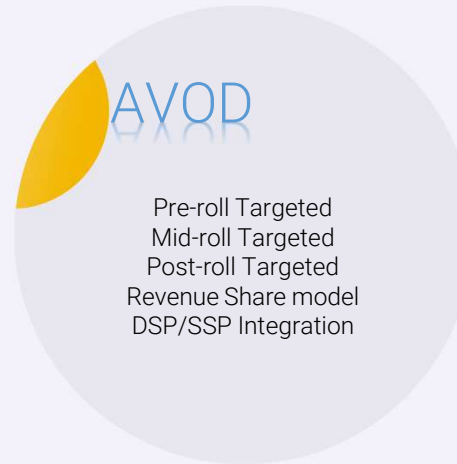 AVOD
Pre-roll Targeted
Mid-roll Targeted
Post-roll Targeted
Revenue Share model
DSP/SSP Integration